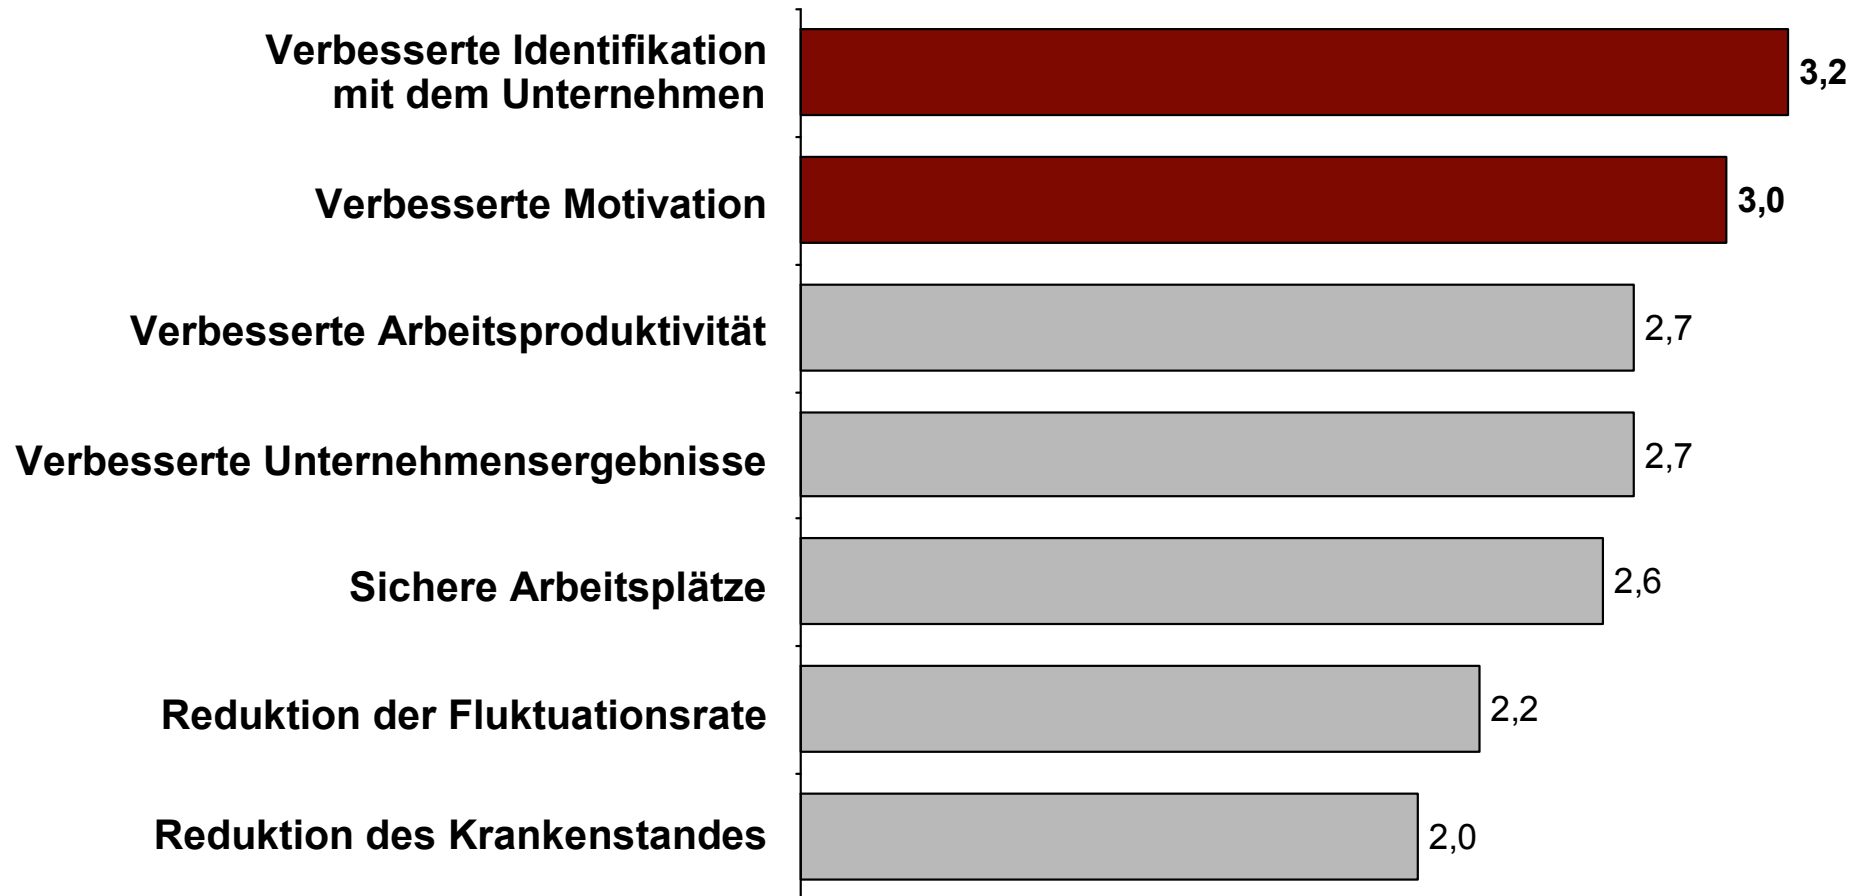 Verbesserte Identifikation
mit dem Unternehmen
3,2
Verbesserte Motivation
3,0
Verbesserte Arbeitsproduktivität
2,7
Verbesserte Unternehmensergebnisse
2,7
Sichere Arbeitsplätze
2,6
Reduktion der Fluktuationsrate
2,2
Reduktion des Krankenstandes
2,0